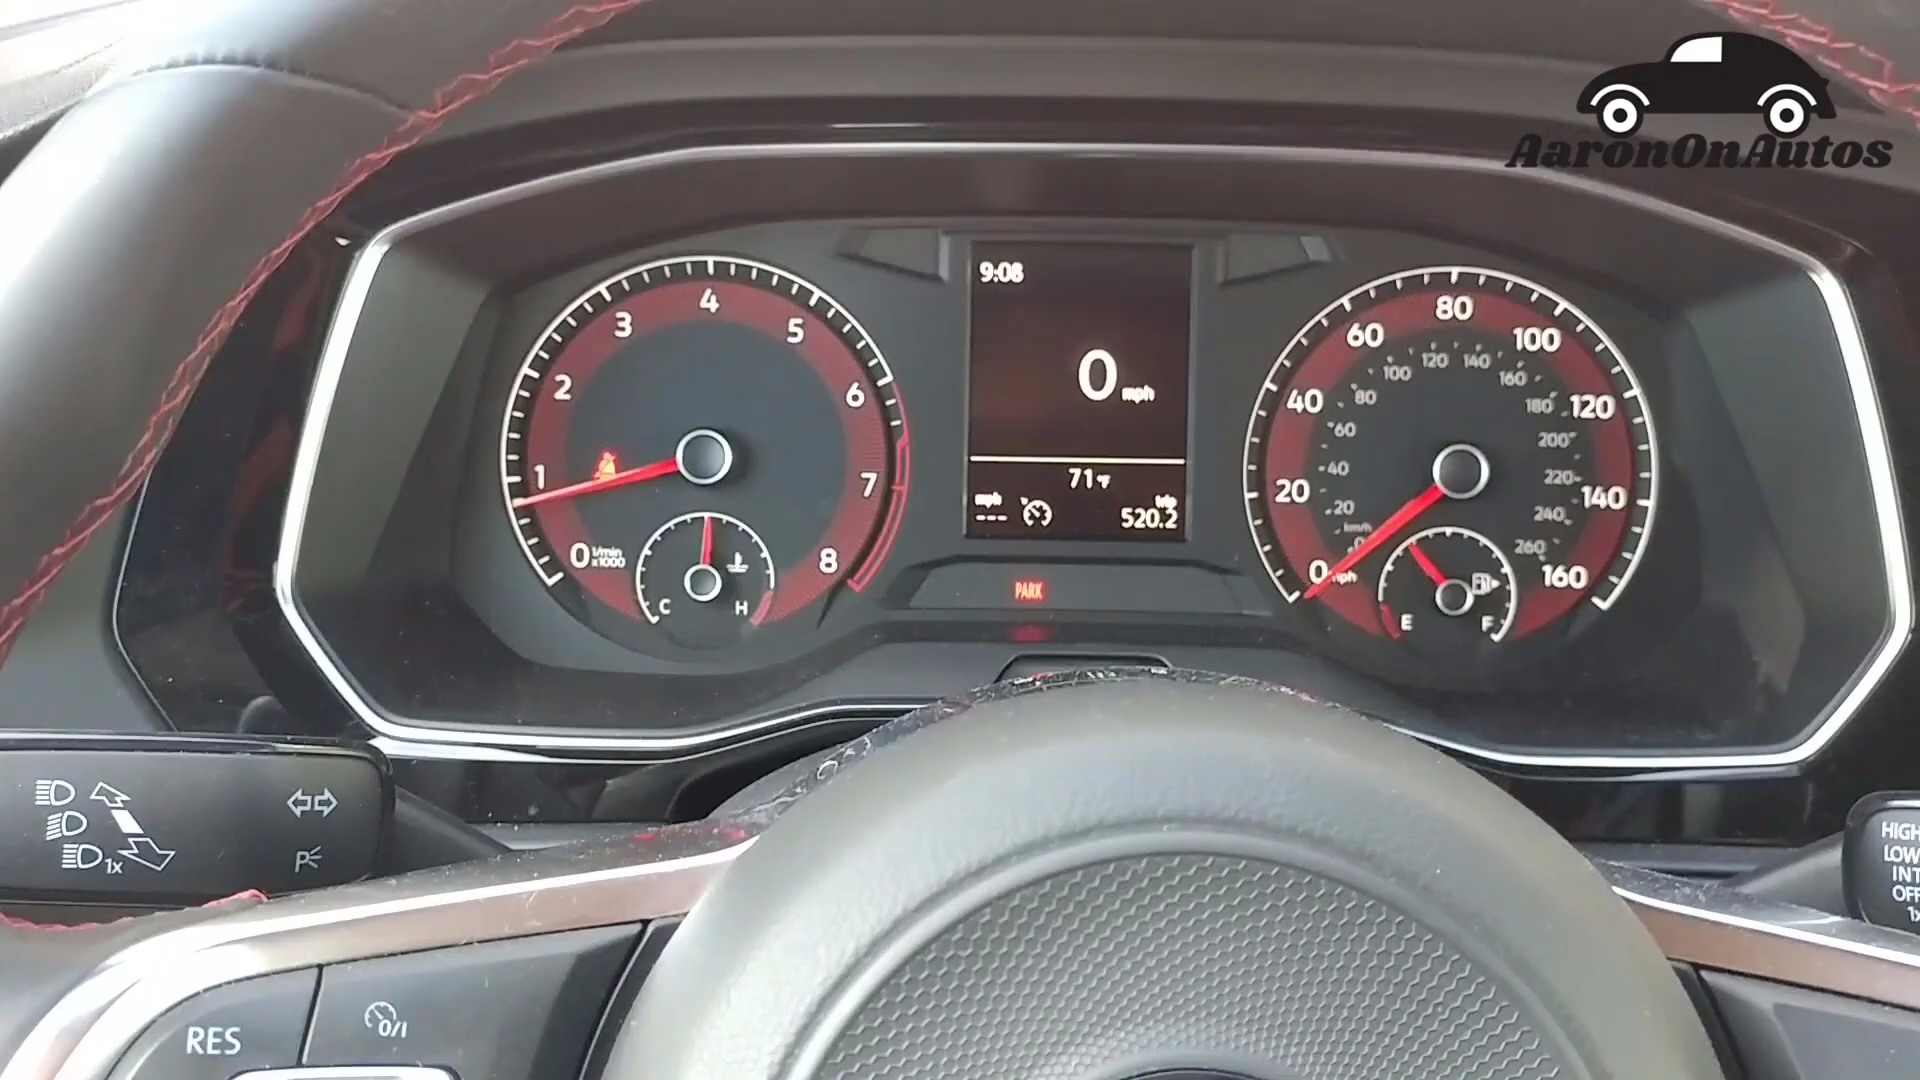 AaronOnAutos
9:08
0 mph
71°F
mph
---
trip
520.2
0 1 2 3 4 5 6 7 8
1/min
x1000
C H
PARK
0 20 40 60 80 100 120 140 160
mph
km/h
0 20 40 60 80 100 120 140 160 180 200 220 240 260
E F
1x
P
HIGH
LOW
INT
OFF
1x
RES
0/I